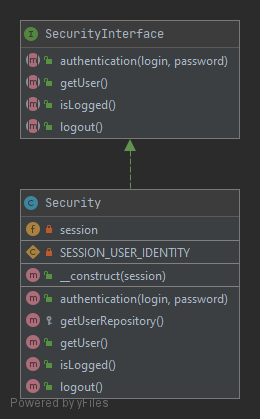 SecurityInterface
authentication(login, password)
getUser()
isLogged()
logout()
Security
session
SESSION_USER_IDENTITY
__construct(session)
authentication(login, password)
getUserRepository()
getUser()
isLogged()
logout()
Powered by yFiles